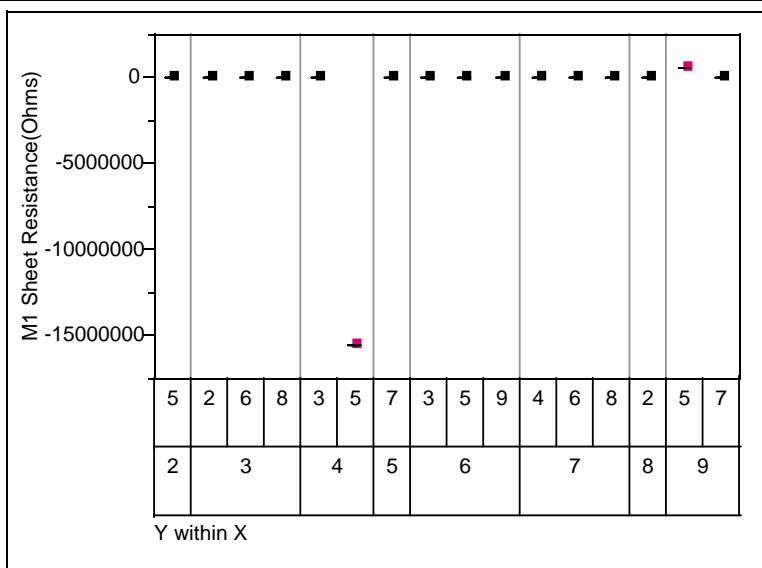 M1 Sheet Resistance(Ohms)
0
-5000000
-10000000
-15000000
5 2 6 8 3 5 7 3 5 9 4 6 8 2 5 7
2 3 4 5 6 7 8 9
Y within X